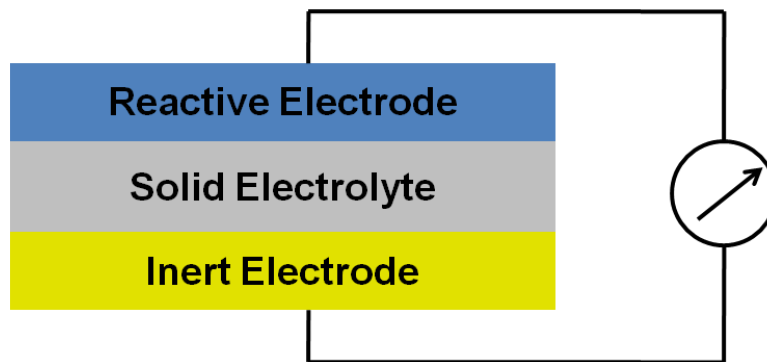 Reactive Electrode
Solid Electrolyte
Inert Electrode